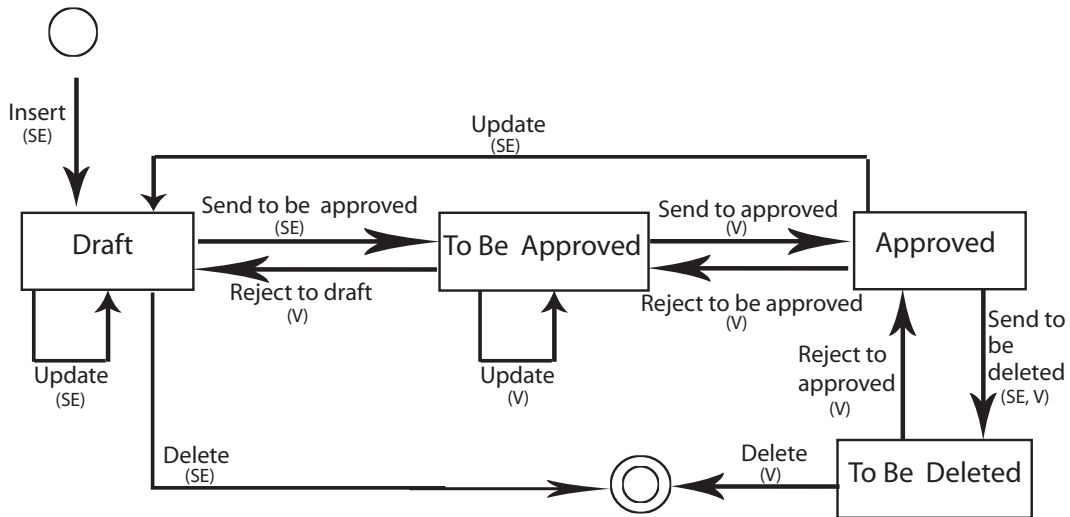 Insert
(SE)
Update
(SE)
Draft
Send to be approved
(SE)
To Be Approved
Send to approved
(V)
Approved
Reject to draft
(V)
Reject to be approved
(V)
Update
(SE)
Update
(V)
Reject to
approved
(V)
Send to
be
deleted
(SE, V)
Delete
(SE)
Delete
(V)
To Be Deleted